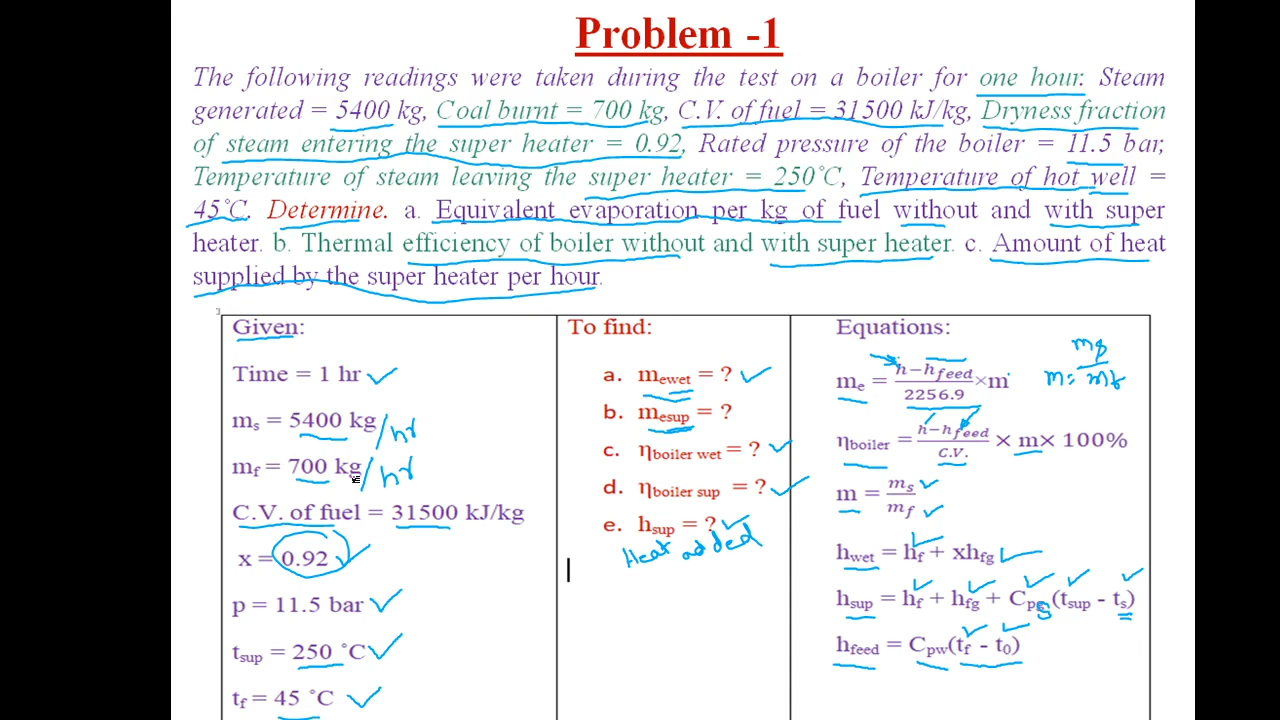 Problem -1
The following readings were taken during the test on a boiler for one hour: Steam
generated = 5400 kg, Coal burnt = 700 kg, C.V. of fuel = 31500 kJ/kg, Dryness fraction
of steam entering the super heater = 0.92, Rated pressure of the boiler = 11.5 bar,
Temperature of steam leaving the super heater = 250˚C, Temperature of hot well =
45˚C. Determine. a. Equivalent evaporation per kg of fuel without and with super
heater. b. Thermal efficiency of boiler without and with super heater. c. Amount of heat
supplied by the super heater per hour.
Given:
Time = 1 hr
ms = 5400 kg/hr
mf = 700 kg/hr
C.V. of fuel = 31500 kJ/kg
x = 0.92
p = 11.5 bar
tsup = 250 ˚C
tf = 45 ˚C
To find:
a. mewet = ?
b. mesup = ?
c. ηboiler wet = ?
d. ηboiler sup = ?
e. hsup = ?
Heat added
Equations:
me = h−hfeed / 2256.9 ×m
m = ms / mf
ηboiler = h−hfeed / C.V. × m× 100%
m = ms / mf
hwet = hf + xhfg
hsup = hf + hfg + Cps (tsup - ts)
hfeed = Cpw(tf - t0)